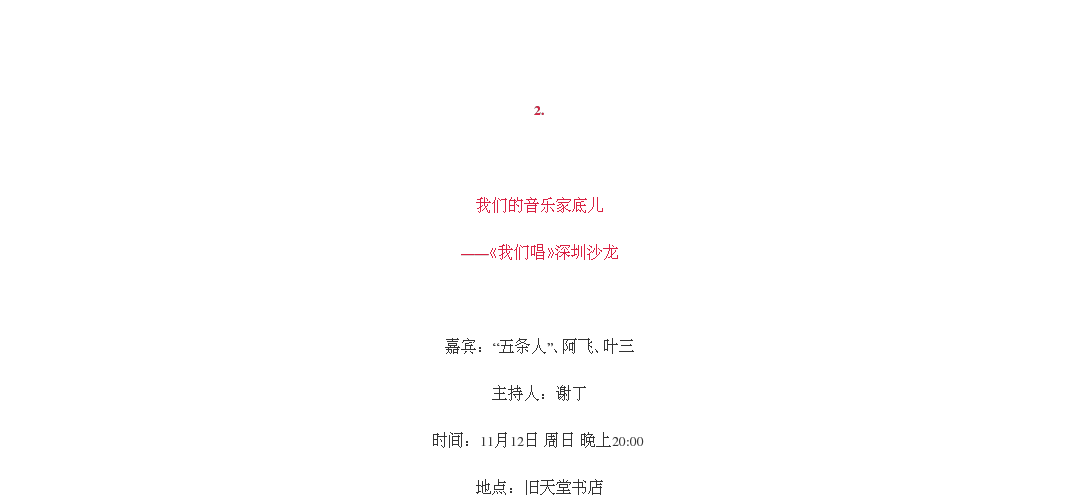 2.
我们的音乐家底儿
——《我们唱》深圳沙龙
嘉宾：“五条人”、阿飞、叶三
主持人：谢丁
时间：11月12日 周日 晚上20:00
地点：旧天堂书店